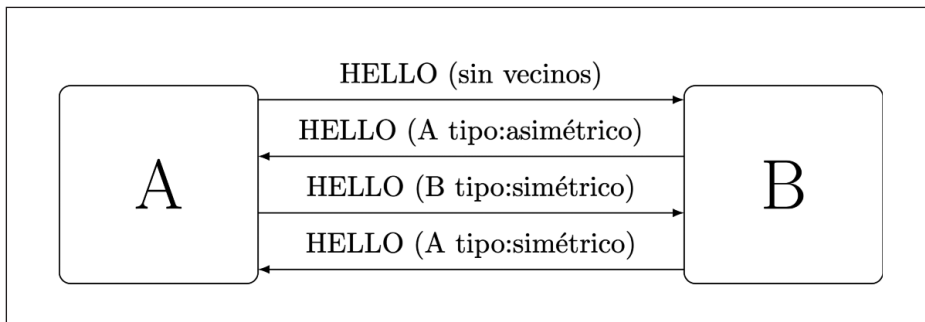 HELLO (sin vecinos)
HELLO (A tipo:asimétrico)
A
HELLO (B tipo:simétrico)
B
HELLO (A tipo:simétrico)